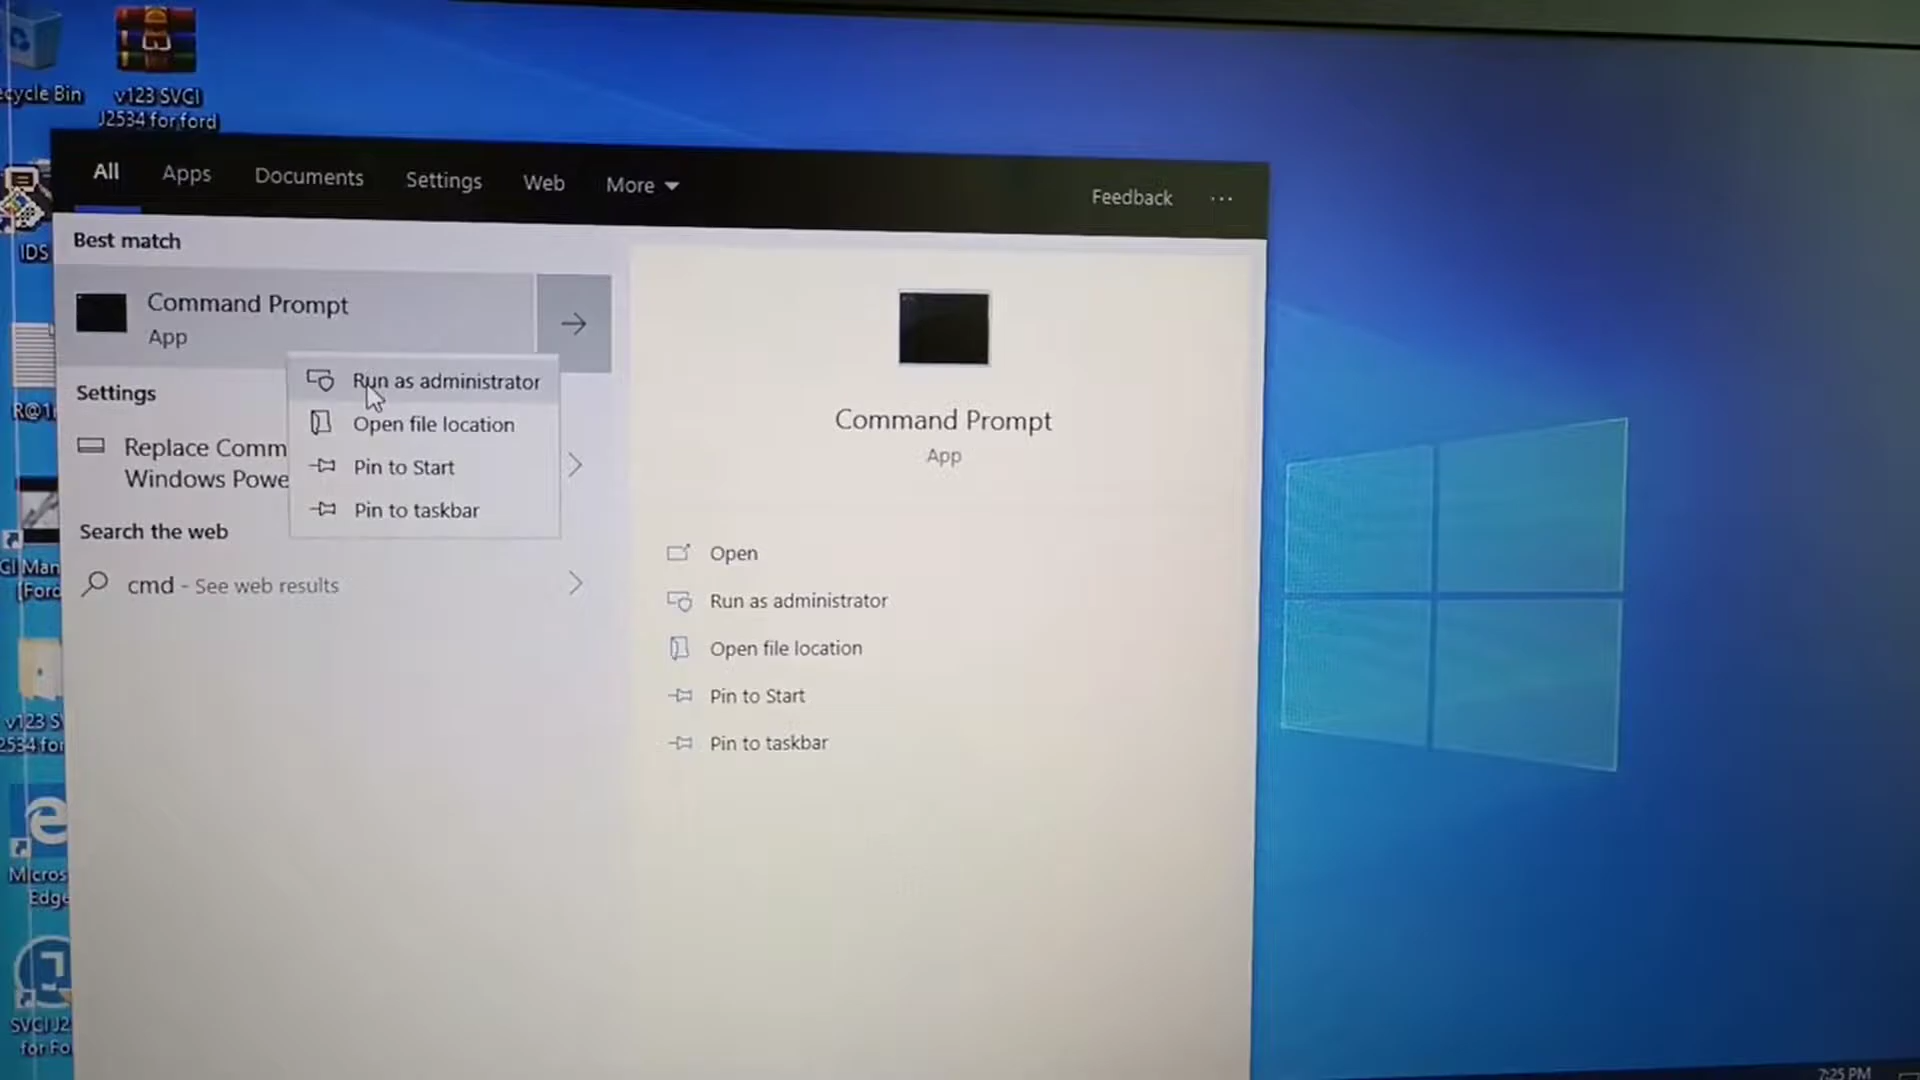 ecycle Bin
v123 SVCI
J2534 for ford
All
Apps
Documents
Settings
Web
More
Feedback
...
Best match
Command Prompt
App
Run as administrator
Open file location
Pin to Start
Pin to taskbar
Settings
Replace Comm
Windows Powe
Search the web
cmd - See web results
Command Prompt
App
Open
Run as administrator
Open file location
Pin to Start
Pin to taskbar
IDS
R@1
CI Man
(Ford
v123 S
2534 for
Micros
Edge
SVCI J2
for Fo
7:25 PM